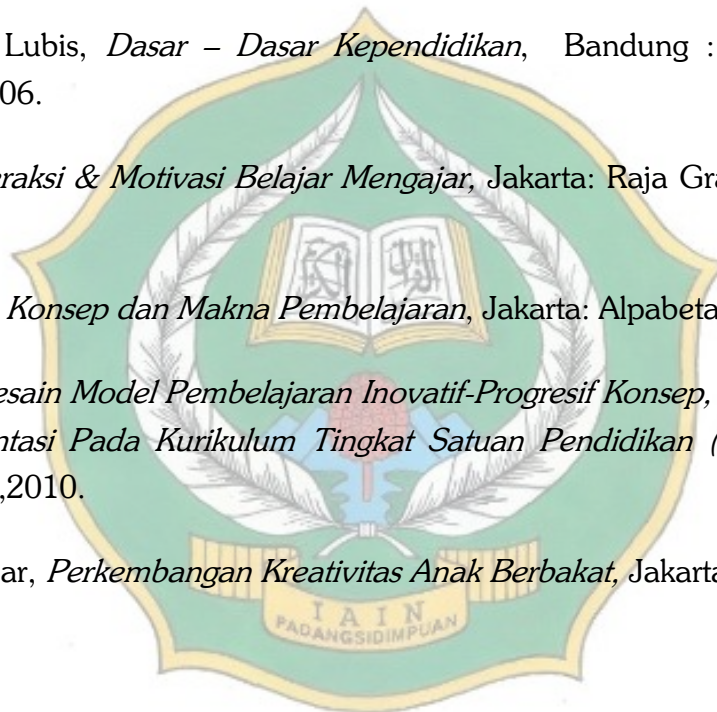 Lubis, Dasar – Dasar Kependidikan, Bandung :
06.
raksi & Motivasi Belajar Mengajar, Jakarta: Raja Gra
Konsep dan Makna Pembelajaran, Jakarta: Alpabeta
esain Model Pembelajaran Inovatif-Progresif Konsep,
ntasi Pada Kurikulum Tingkat Satuan Pendidikan (
,2010.
ar, Perkembangan Kreativitas Anak Berbakat, Jakarta
I A I N
PADANGSIDIMPUAN